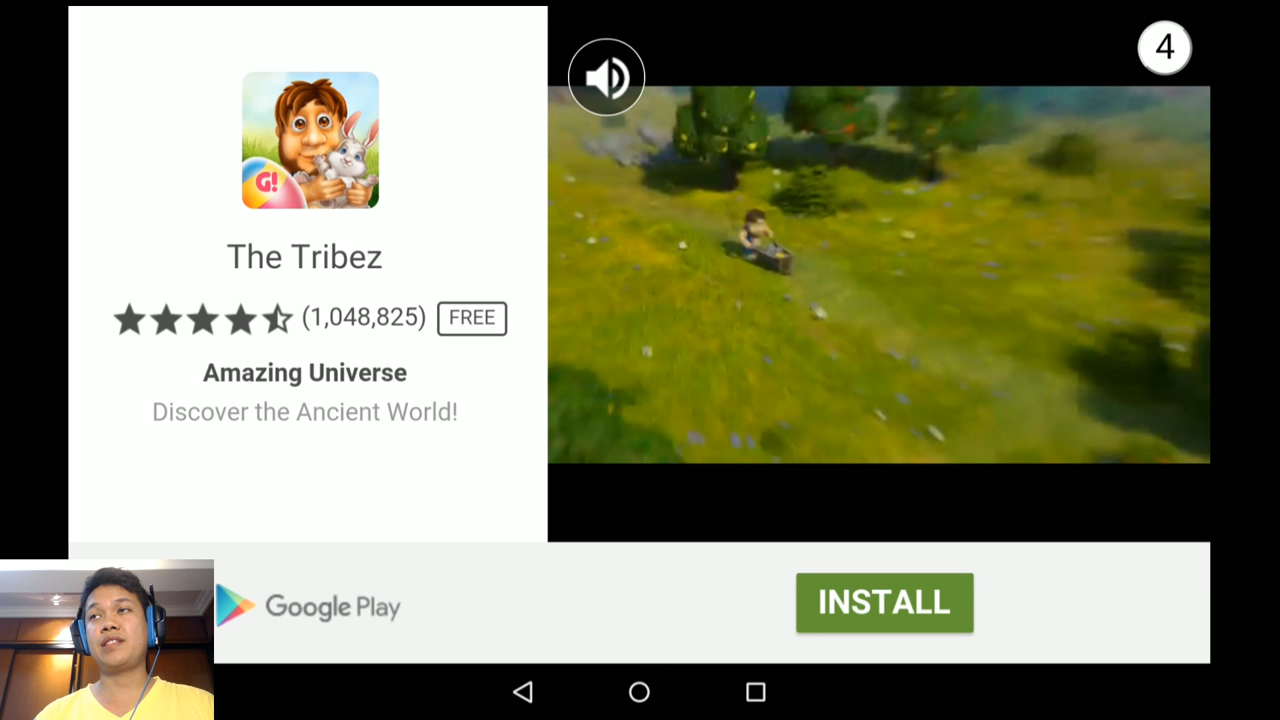 4
G!
The Tribez
(1,048,825) FREE
Amazing Universe
Discover the Ancient World!
Google Play
INSTALL